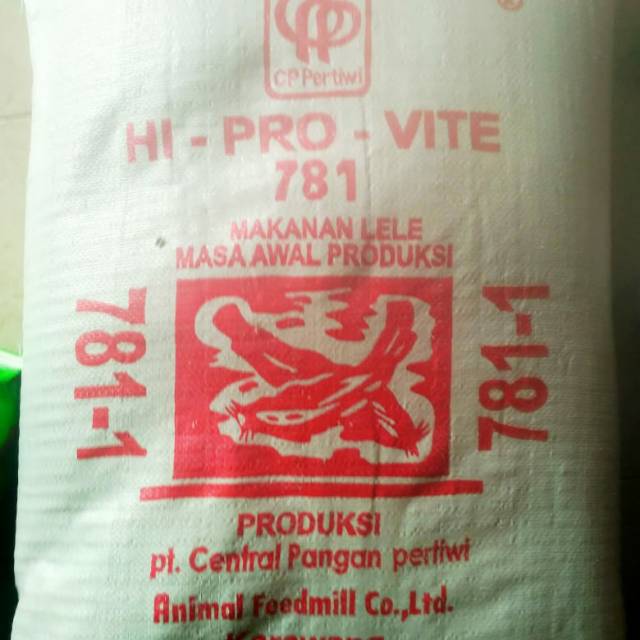 ®
CP Pertiwi
HI - PRO - VITE
781
MAKANAN LELE
MASA AWAL PRODUKSI
781-1
781-1
PRODUKSI
pt. Central Pangan pertiwi
Animal Feedmill Co.,Ltd.